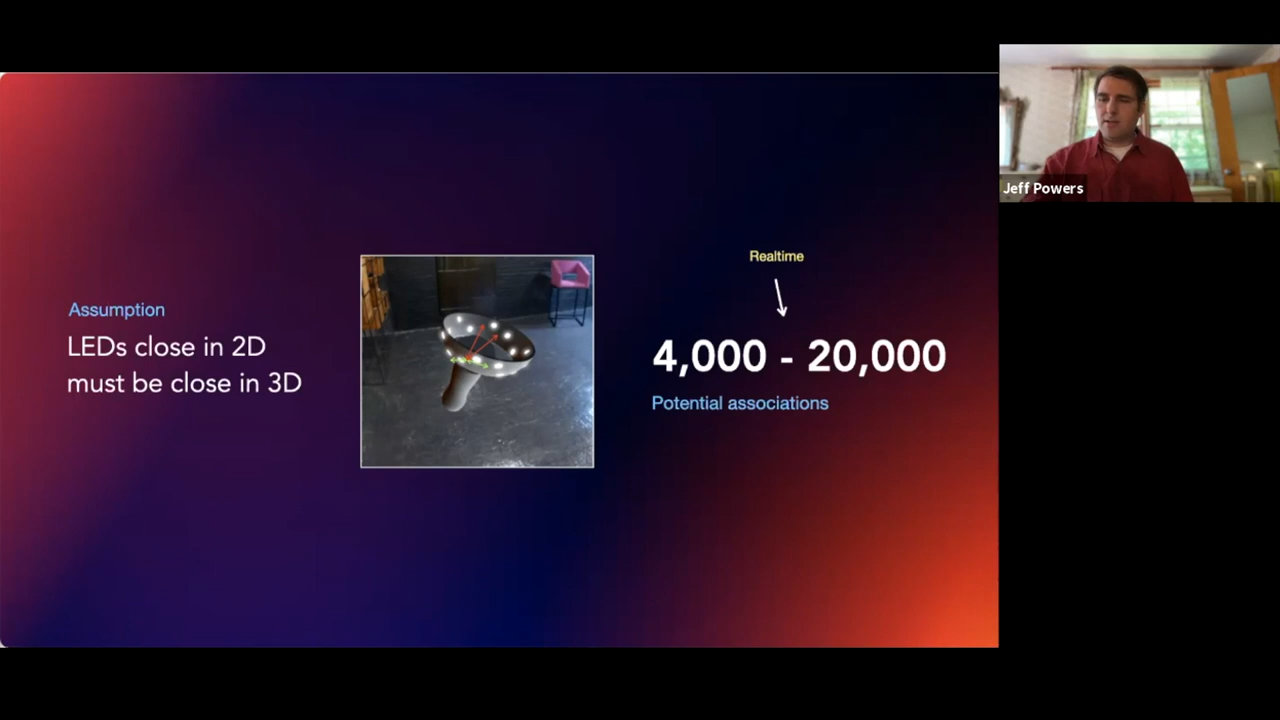 Assumption
LEDs close in 2D
must be close in 3D
Realtime
4,000 - 20,000
Potential associations
Jeff Powers